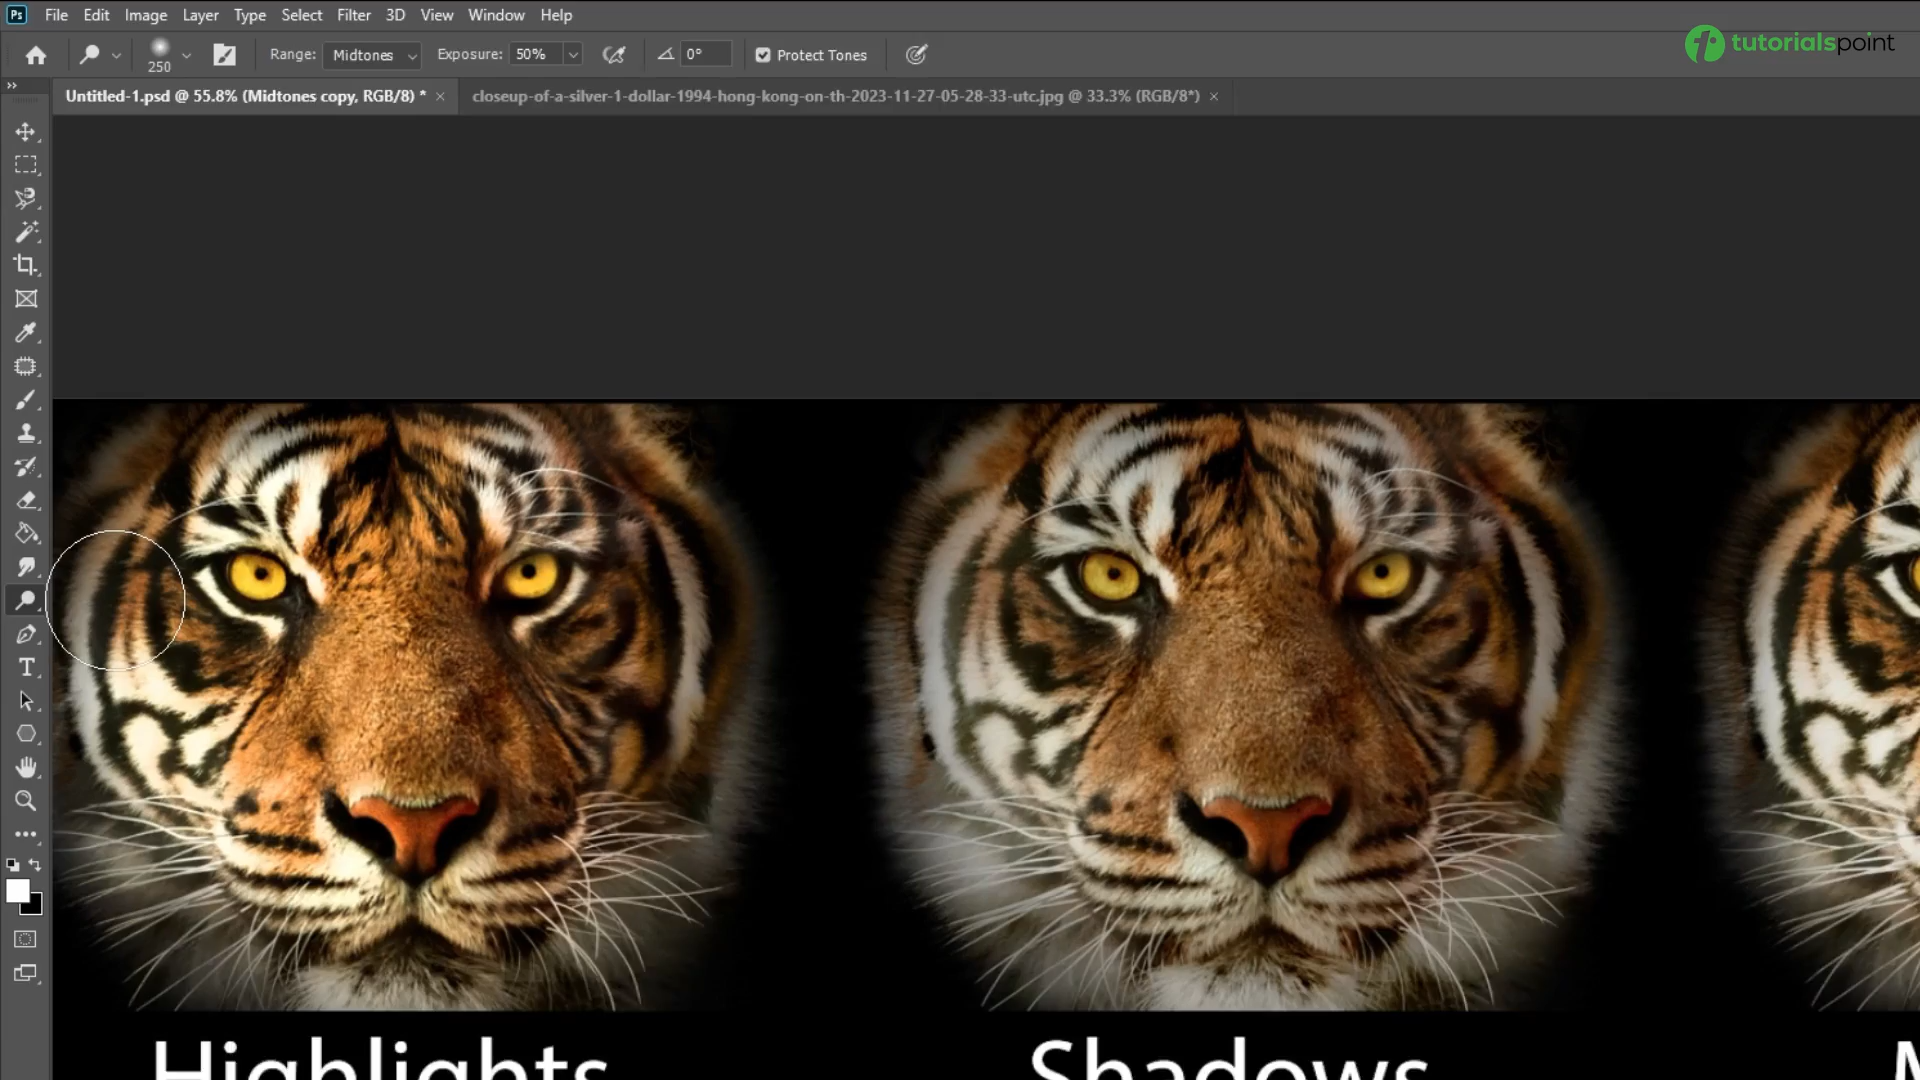 Ps File Edit Image Layer Type Select Filter 3D View Window Help
250 Range: Midtones Exposure: 50% 0° Protect Tones
tutorialspoint
Untitled-1.psd @ 55.8% (Midtones copy, RGB/8) * × closeup-of-a-silver-1-dollar-1994-hong-kong-on-th-2023-11-27-05-28-33-utc.jpg @ 33.3% (RGB/8*) ×
Highlights Shadows M